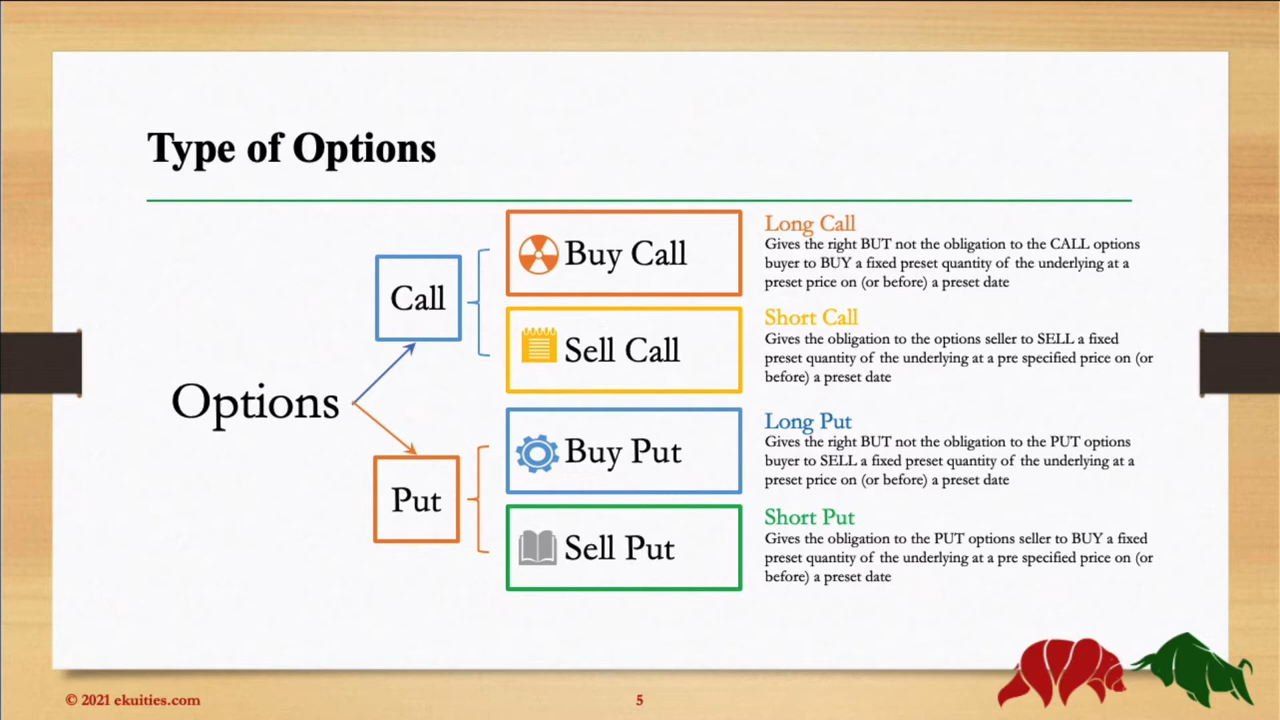 Type of Options
Options
Call
Put
Buy Call
Long Call
Gives the right BUT not the obligation to the CALL options
buyer to BUY a fixed preset quantity of the underlying at a
preset price on (or before) a preset date
Sell Call
Short Call
Gives the obligation to the options seller to SELL a fixed
preset quantity of the underlying at a pre specified price on (or
before) a preset date
Buy Put
Long Put
Gives the right BUT not the obligation to the PUT options
buyer to SELL a fixed preset quantity of the underlying at a
preset price on (or before) a preset date
Sell Put
Short Put
Gives the obligation to the PUT options seller to BUY a fixed
preset quantity of the underlying at a pre specified price on (or
before) a preset date
© 2021 ekuities.com
5